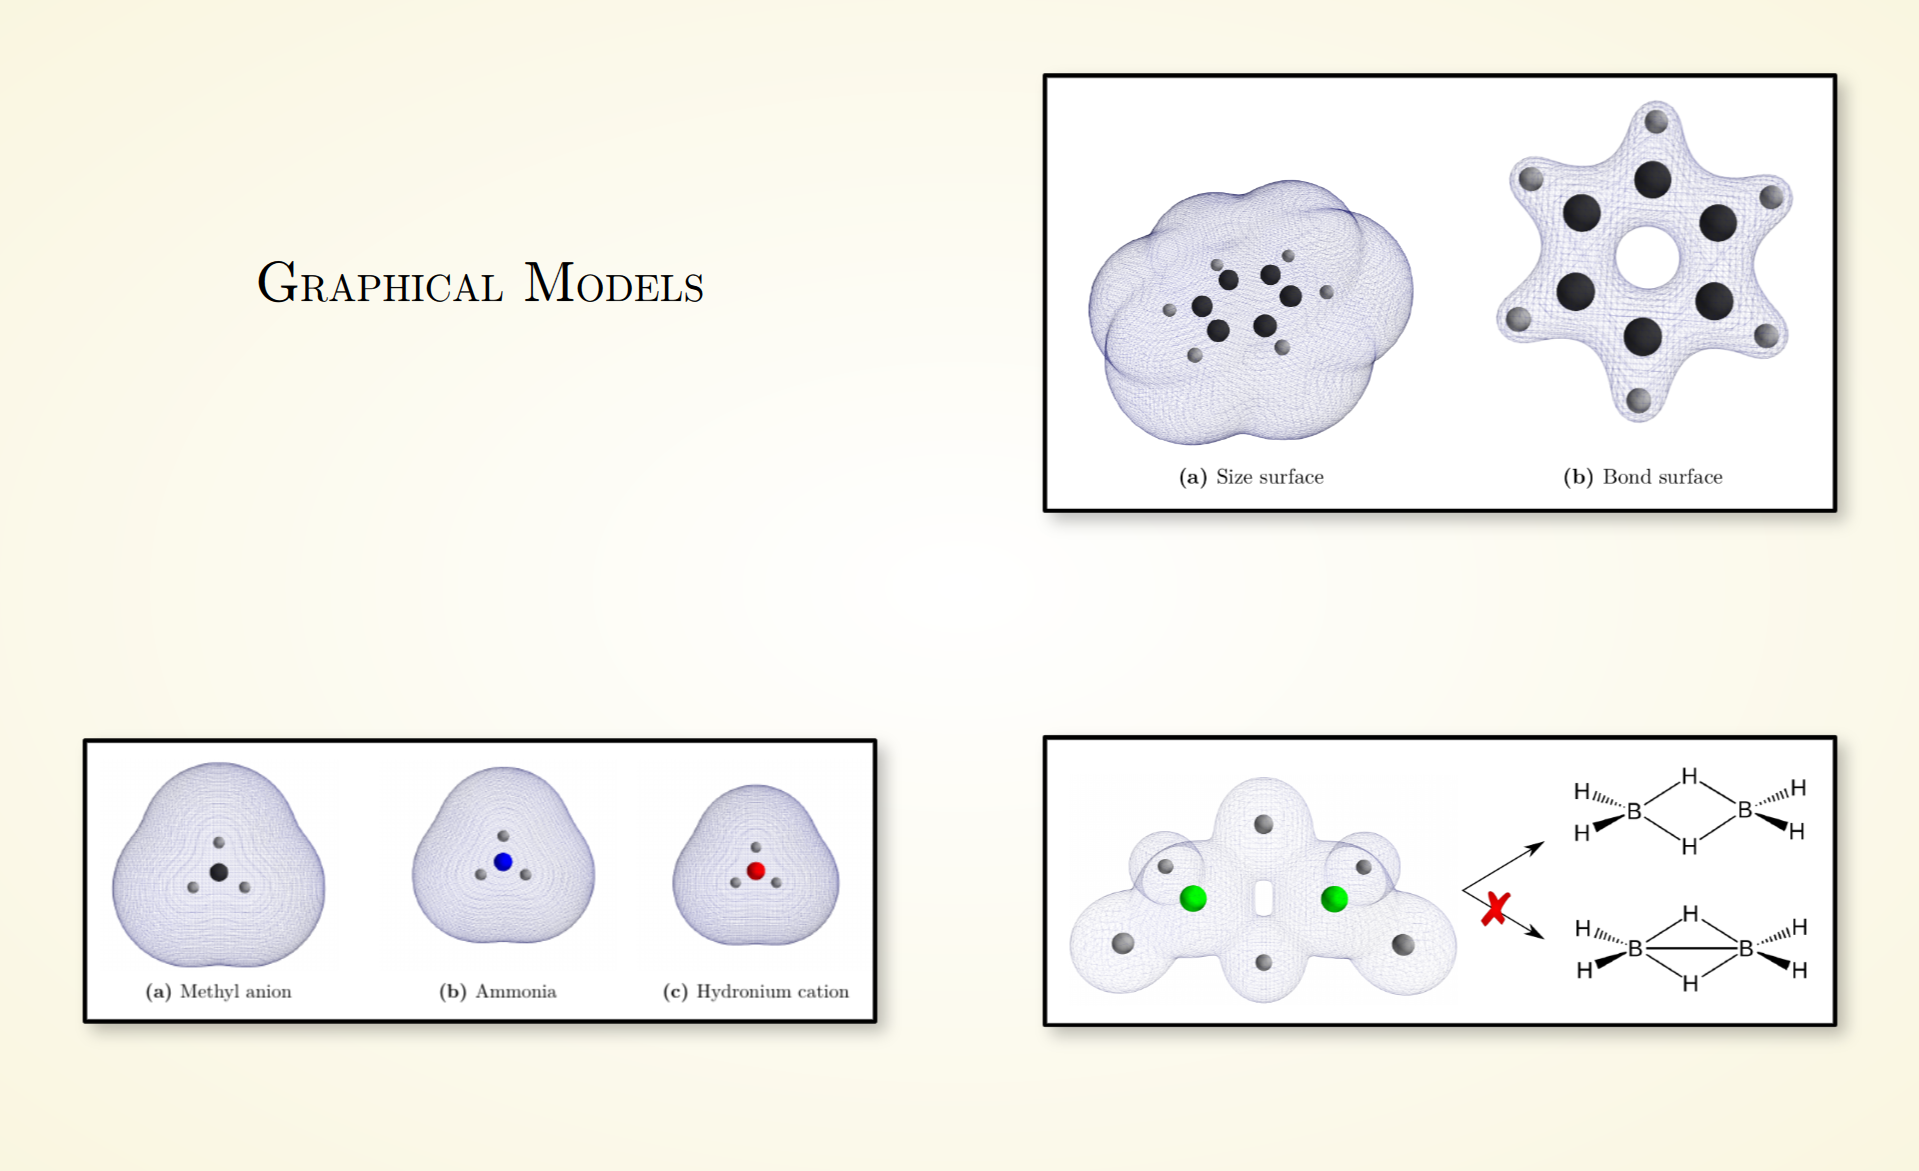 Graphical Models
(a) Size surface
(b) Bond surface
(a) Methyl anion
(b) Ammonia
(c) Hydronium cation
H
H H
B B
H H
H
H
H H
B B
H H
H